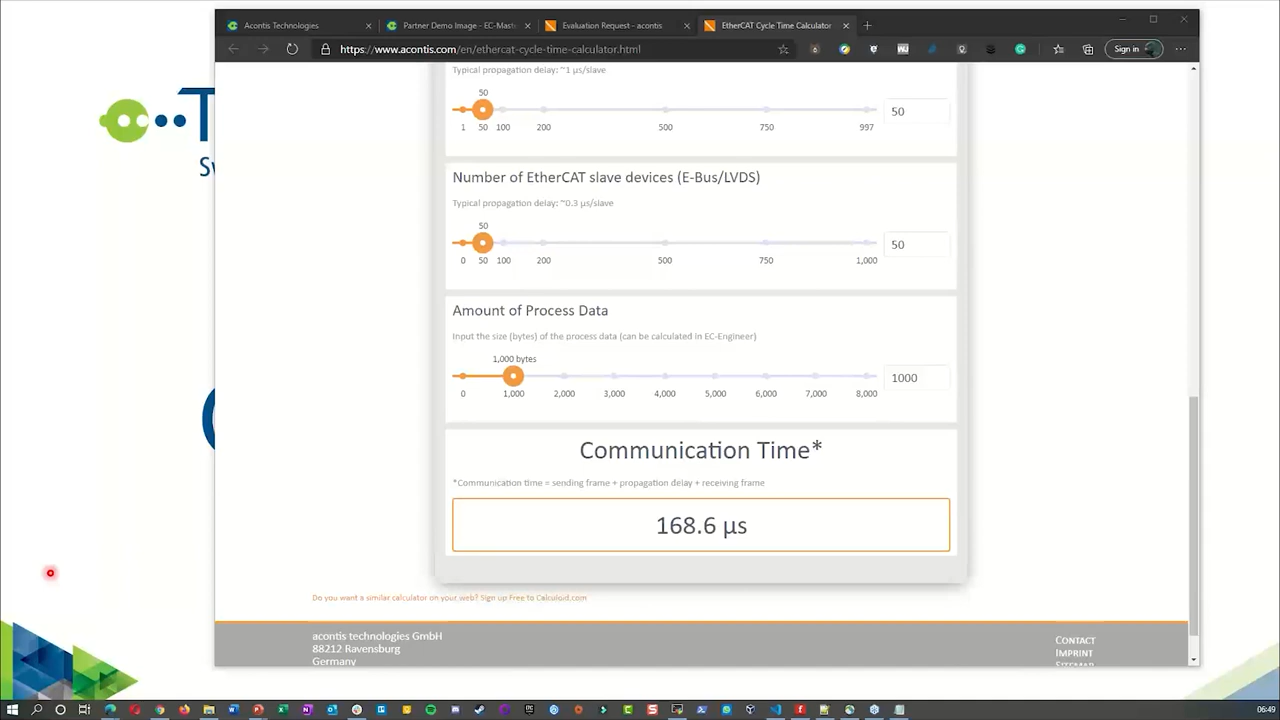 Acontis Technologies
Partner Demo Image - EC-Mast
Evaluation Request - acontis
EtherCAT Cycle Time Calculator
https://www.acontis.com/en/ethercat-cycle-time-calculator.html
Sign in
Typical propagation delay: ~1 µs/slave
50
1 50 100 200 500 750 997
50
Number of EtherCAT slave devices (E-Bus/LVDS)
Typical propagation delay: ~0.3 µs/slave
50
0 50 100 200 500 750 1,000
50
Amount of Process Data
Input the size (bytes) of the process data (can be calculated in EC-Engineer)
1,000 bytes
0 1,000 2,000 3,000 4,000 5,000 6,000 7,000 8,000
1000
Communication Time*
*Communication time = sending frame + propagation delay + receiving frame
168.6 µs
Do you want a similar calculator on your web? Sign up Free to Calculoid.com
acontis technologies GmbH
88212 Ravensburg
Germany
CONTACT
IMPRINT
SITEMAP
06:49